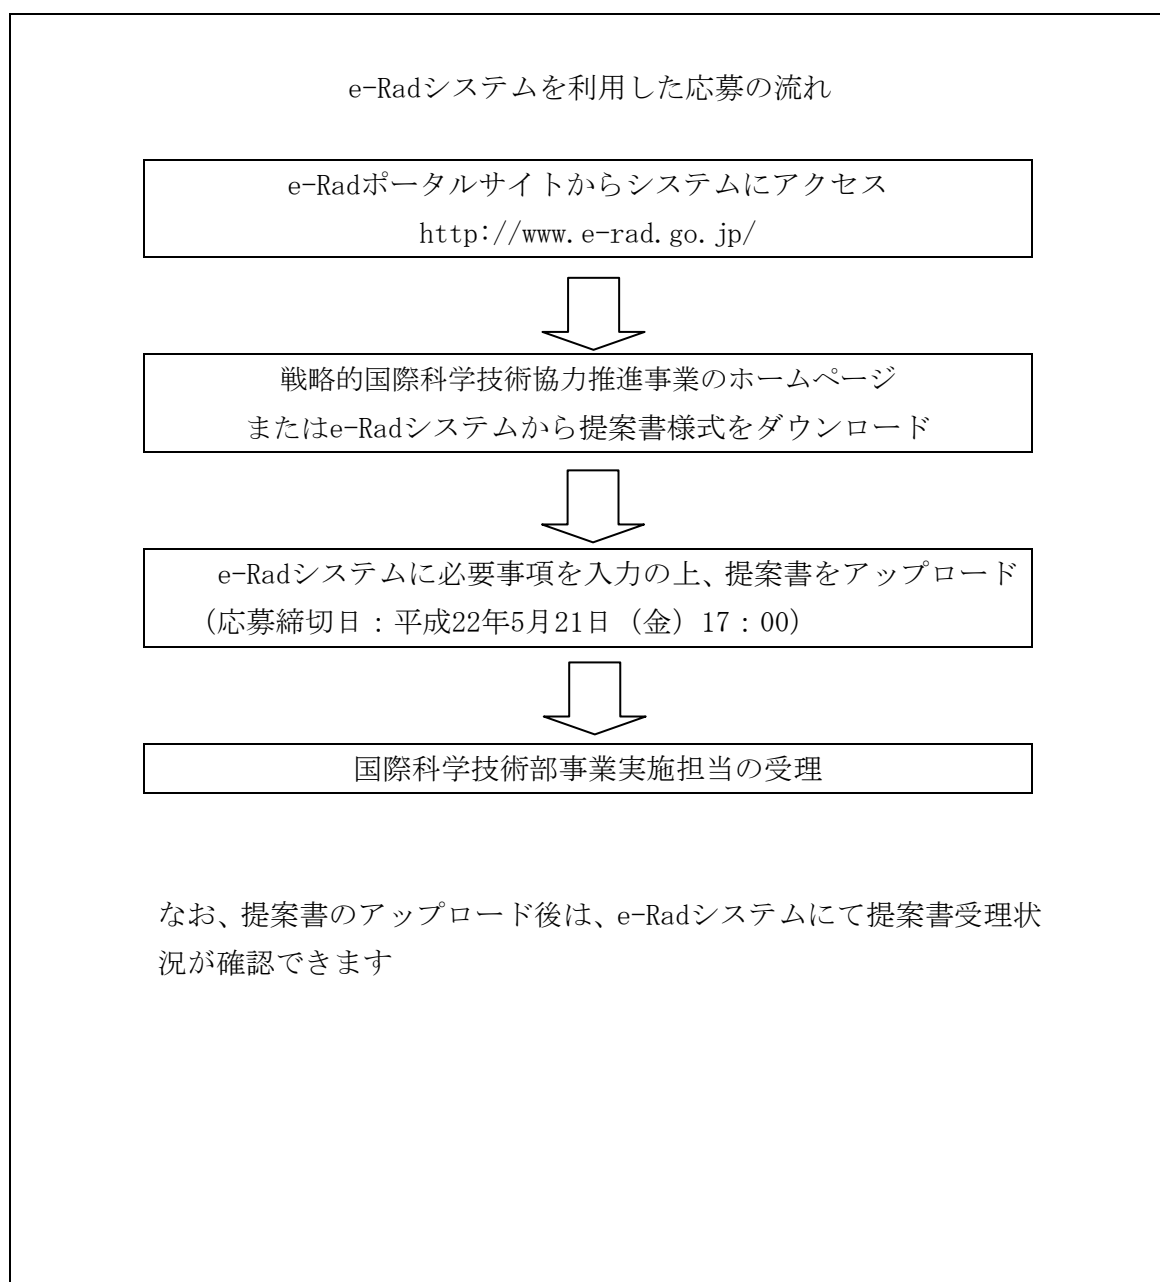 e-Radシステムを利用した応募の流れ
e-Radポータルサイトからシステムにアクセス
http://www.e-rad.go.jp/
戦略的国際科学技術協力推進事業のホームページ
またはe-Radシステムから提案書様式をダウンロード
e-Radシステムに必要事項を入力の上、提案書をアップロード
（応募締切日：平成22年5月21日（金）17：00）
国際科学技術部事業実施担当の受理
なお、提案書のアップロード後は、e-Radシステムにて提案書受理状
況が確認できます